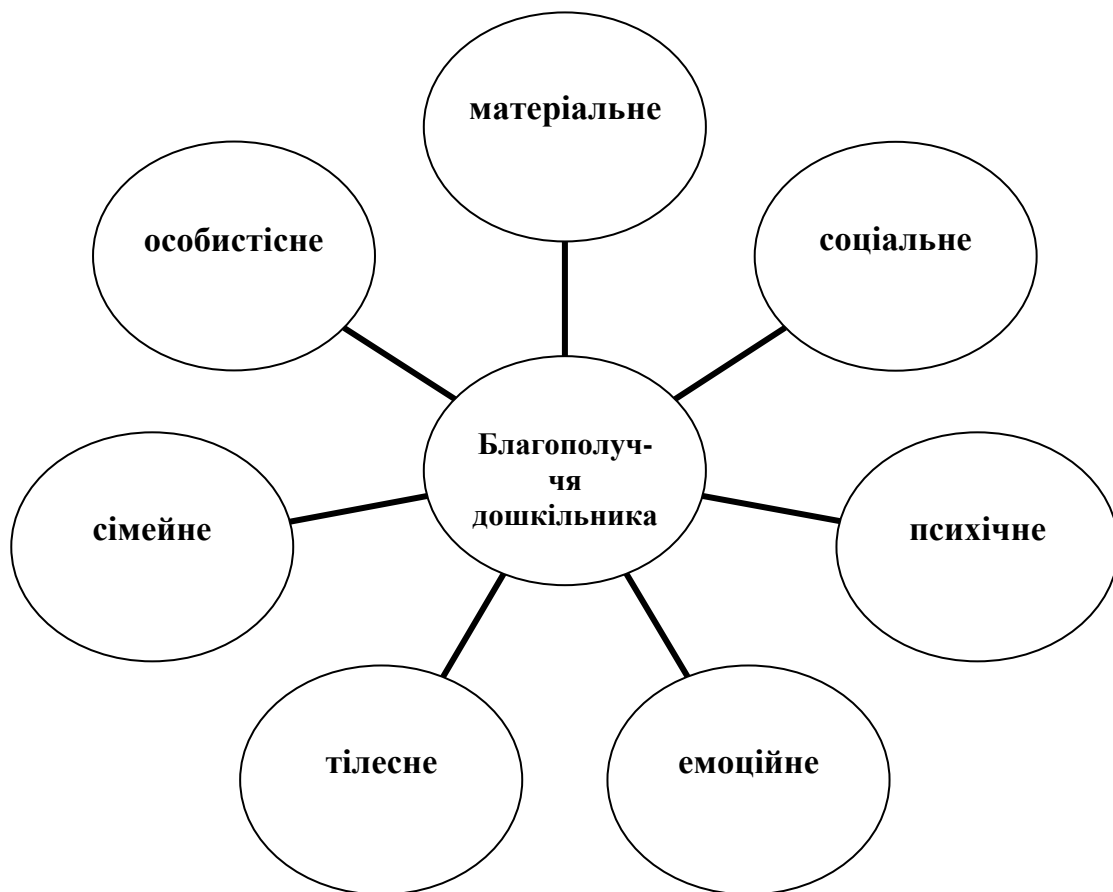 матеріальне
особистісне
соціальне
Благополуч-
чя
дошкільника
сімейне
психічне
тілесне
емоційне